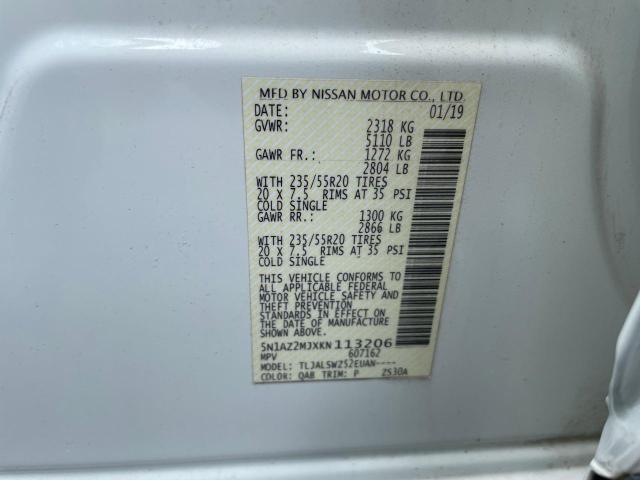 MFD BY NISSAN MOTOR CO., LTD.
DATE: 01/19
GVWR: 2318 KG
5110 LB
GAWR FR.: 1272 KG
2804 LB
WITH 235/55R20 TIRES
20 X 7.5 RIMS AT 35 PSI
COLD SINGLE
GAWR RR.: 1300 KG
2866 LB
WITH 235/55R20 TIRES
20 X 7.5 RIMS AT 35 PSI
COLD SINGLE
THIS VEHICLE CONFORMS TO
ALL APPLICABLE FEDERAL
MOTOR VEHICLE SAFETY AND
THEFT PREVENTION
STANDARDS IN EFFECT ON
THE DATE OF MANUFACTURE
SHOWN ABOVE.
5N1AZ2MJXKN 113206
MPV 607162
MODEL: TLJALSWZS2EUAN----
COLOR: QAB TRIM: P ZS30A